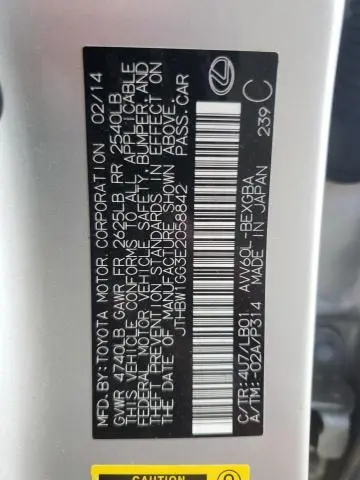 MFD. BY: TOYOTA MOTOR CORPORATION 02/14
GVWR 4740LB GAWR FR 2625LB RR 2540LB
THIS VEHICLE CONFORMS TO ALL APPLICABLE
FEDERAL MOTOR VEHICLE SAFETY, BUMPER, AND
THEFT PREVENTION STANDARDS IN EFFECT ON
THE DATE OF MANUFACTURE SHOWN ABOVE.
JTHBW1GG3E2058842 PASS. CAR
C/TR: 4U7/LB01 AVV60L-BEXGBA
A/TM: -02A/P314 MADE IN JAPAN 239 C
CAUTION